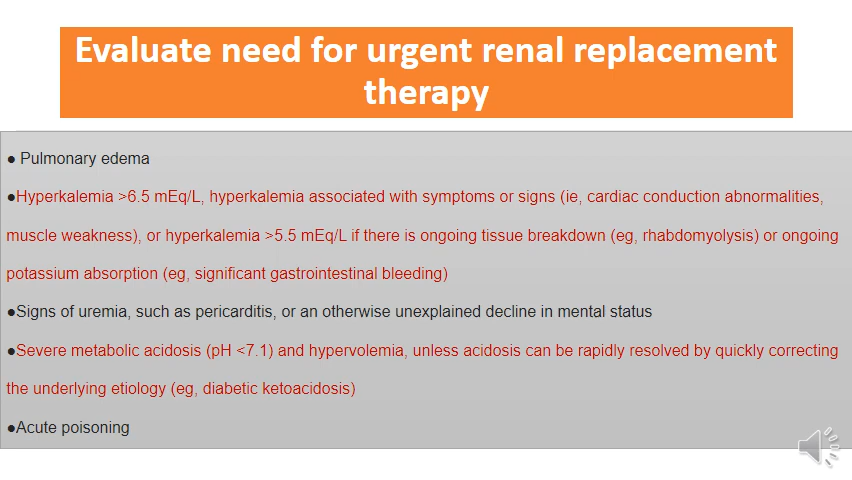 Evaluate need for urgent renal replacement
therapy
● Pulmonary edema
●Hyperkalemia >6.5 mEq/L, hyperkalemia associated with symptoms or signs (ie, cardiac conduction abnormalities,
muscle weakness), or hyperkalemia >5.5 mEq/L if there is ongoing tissue breakdown (eg, rhabdomyolysis) or ongoing
potassium absorption (eg, significant gastrointestinal bleeding)
●Signs of uremia, such as pericarditis, or an otherwise unexplained decline in mental status
●Severe metabolic acidosis (pH <7.1) and hypervolemia, unless acidosis can be rapidly resolved by quickly correcting
the underlying etiology (eg, diabetic ketoacidosis)
●Acute poisoning